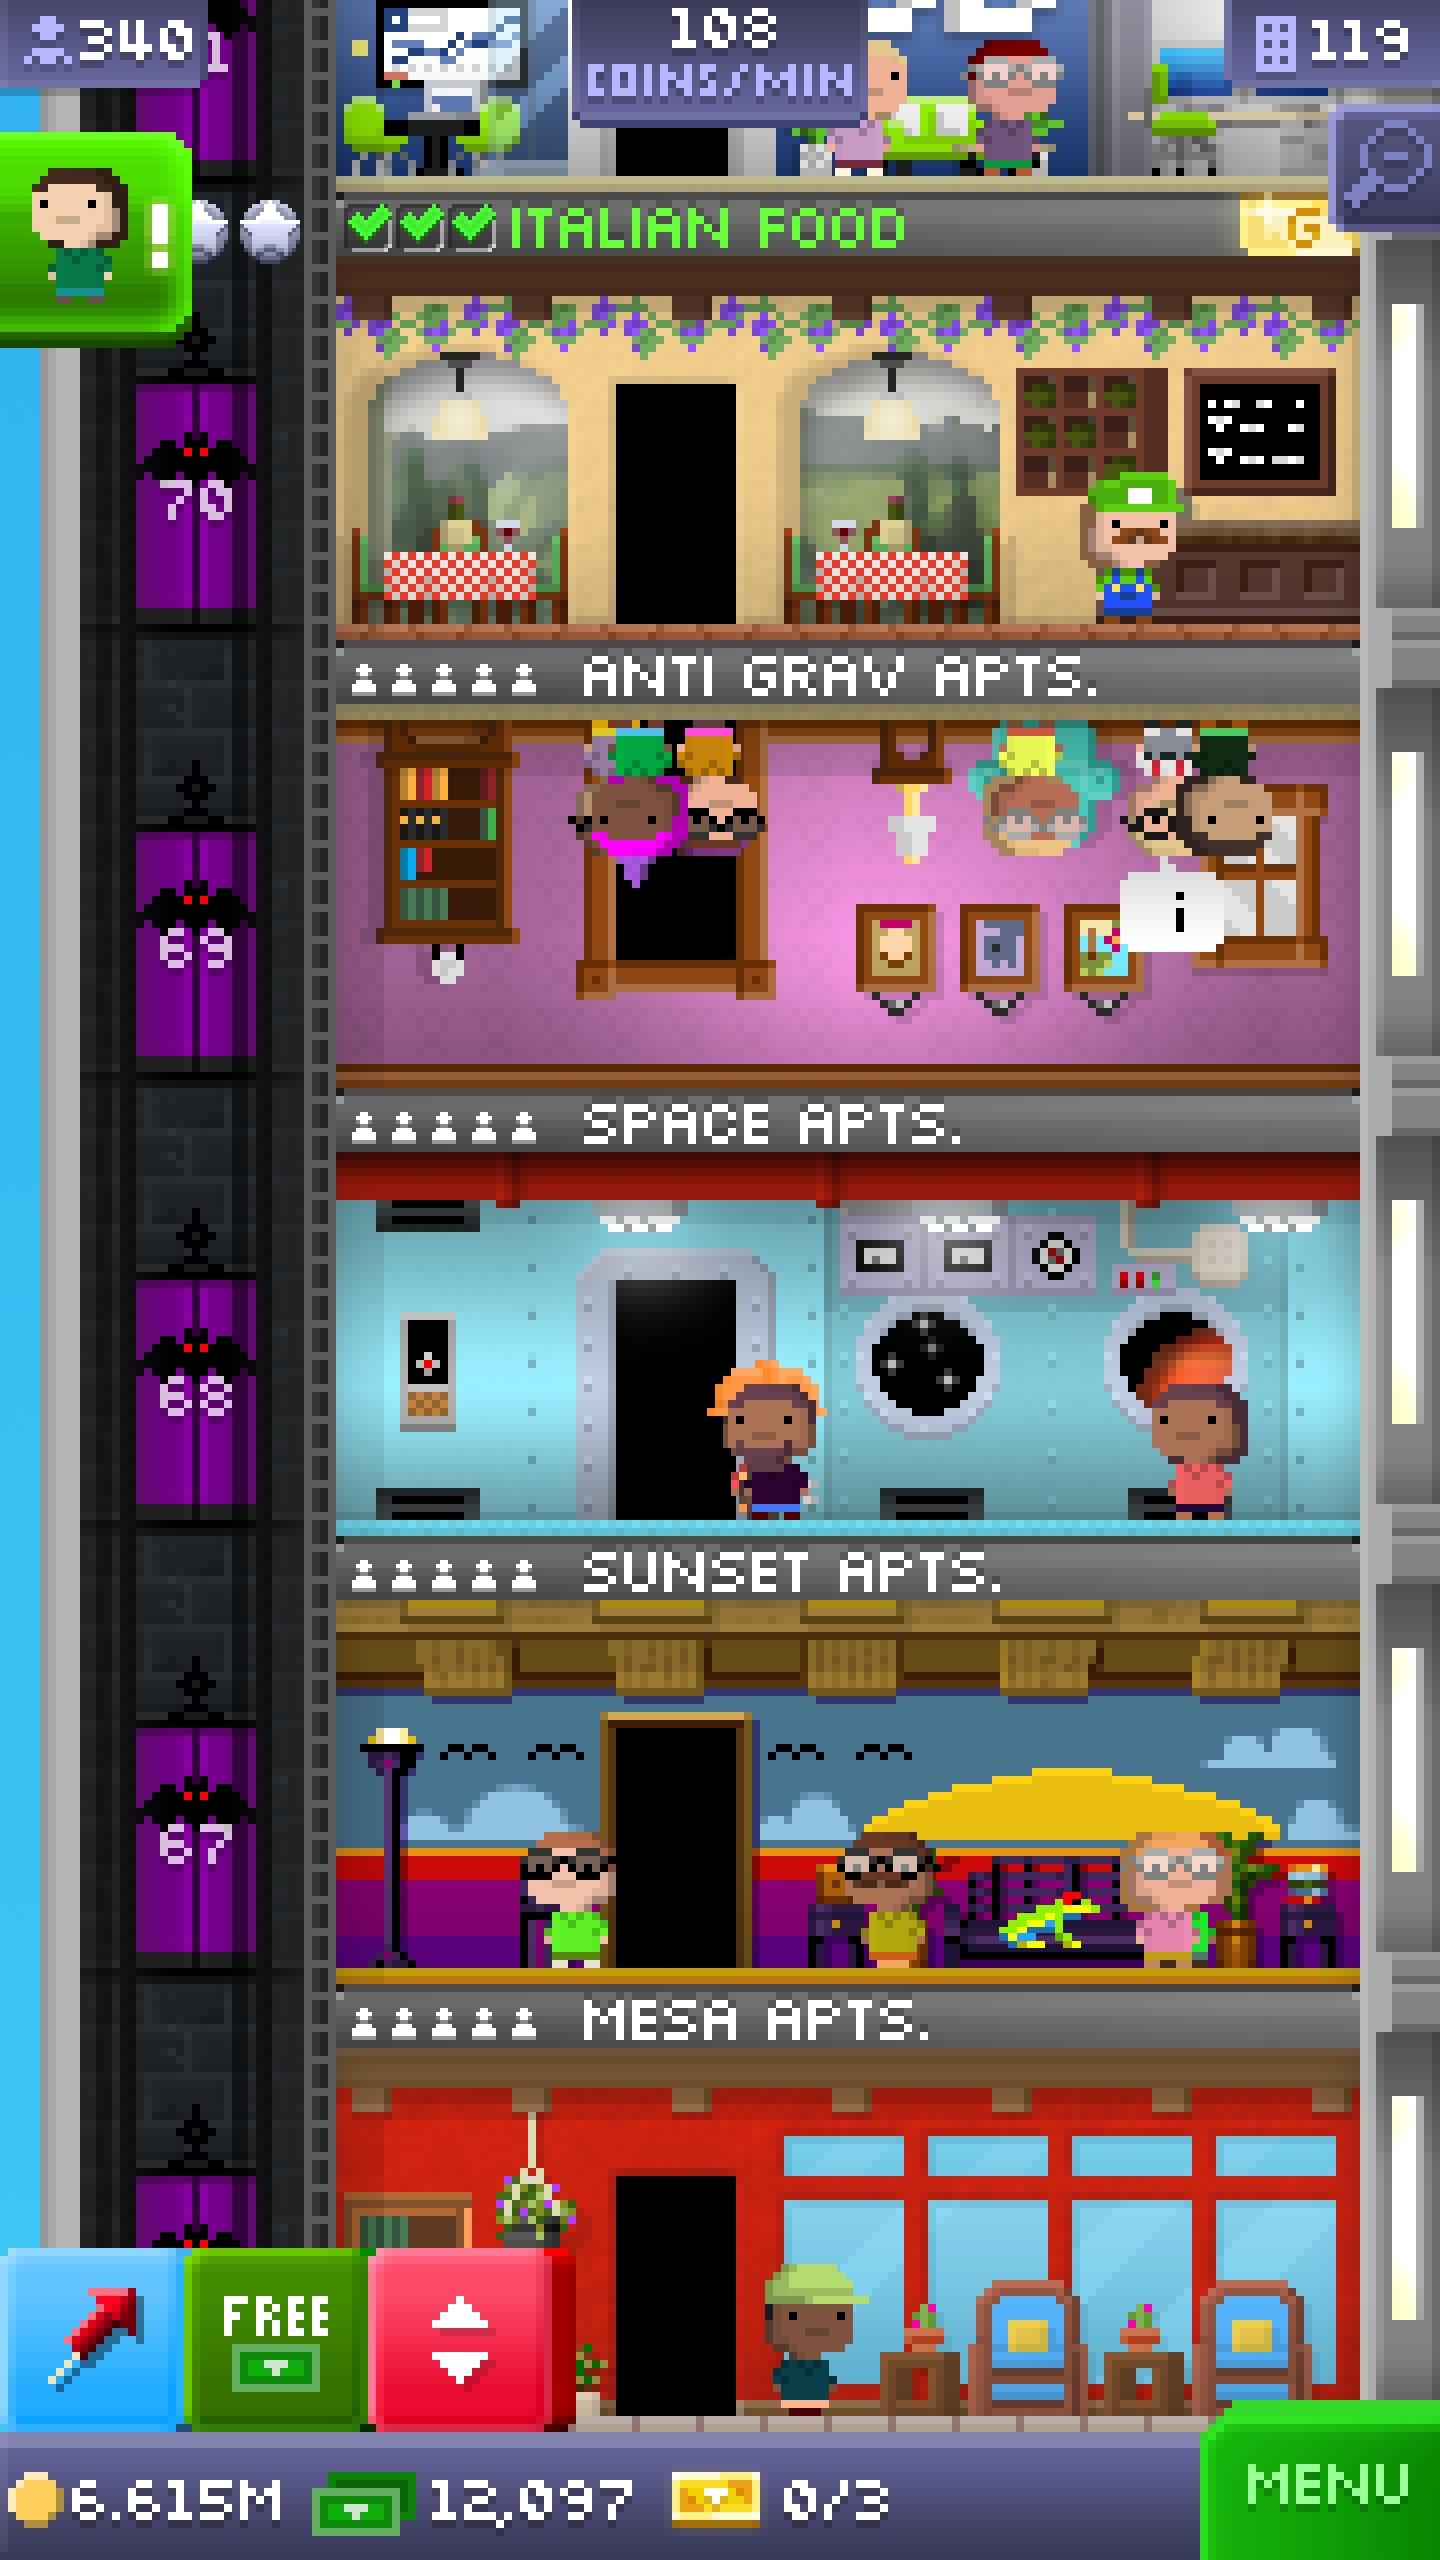 340
1
108
COINS/MIN
119
!
ITALIAN FOOD
G
70
ANTI GRAV APTS.
69
i
SPACE APTS.
68
SUNSET APTS.
67
MESA APTS.
FREE
6.615M
12,097
0/3
MENU